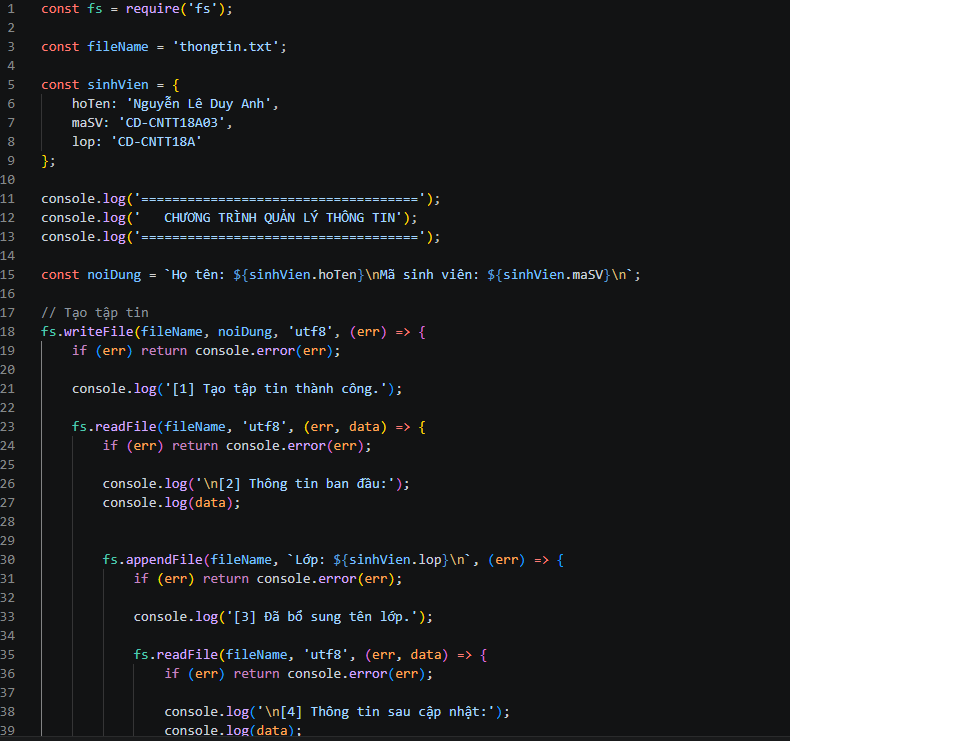 1 const fs = require('fs');
2
3 const fileName = 'thongtin.txt';
4
5 const sinhVien = {
6     hoTen: 'Nguyễn Lê Duy Anh',
7     maSV: 'CD-CNTT18A03',
8     lop: 'CD-CNTT18A'
9 };
10
11 console.log('====================================');
12 console.log('   CHƯƠNG TRÌNH QUẢN LÝ THÔNG TIN');
13 console.log('====================================');
14
15 const noiDung = `Họ tên: ${sinhVien.hoTen}\nMã sinh viên: ${sinhVien.maSV}\n`;
16
17 // Tạo tập tin
18 fs.writeFile(fileName, noiDung, 'utf8', (err) => {
19     if (err) return console.error(err);
20
21     console.log('[1] Tạo tập tin thành công.');
22
23     fs.readFile(fileName, 'utf8', (err, data) => {
24         if (err) return console.error(err);
25
26         console.log('\n[2] Thông tin ban đầu:');
27         console.log(data);
28
29
30         fs.appendFile(fileName, `Lớp: ${sinhVien.lop}\n`, (err) => {
31             if (err) return console.error(err);
32
33             console.log('[3] Đã bổ sung tên lớp.');
34
35             fs.readFile(fileName, 'utf8', (err, data) => {
36                 if (err) return console.error(err);
37
38                 console.log('\n[4] Thông tin sau cập nhật:');
39                 console.log(data);